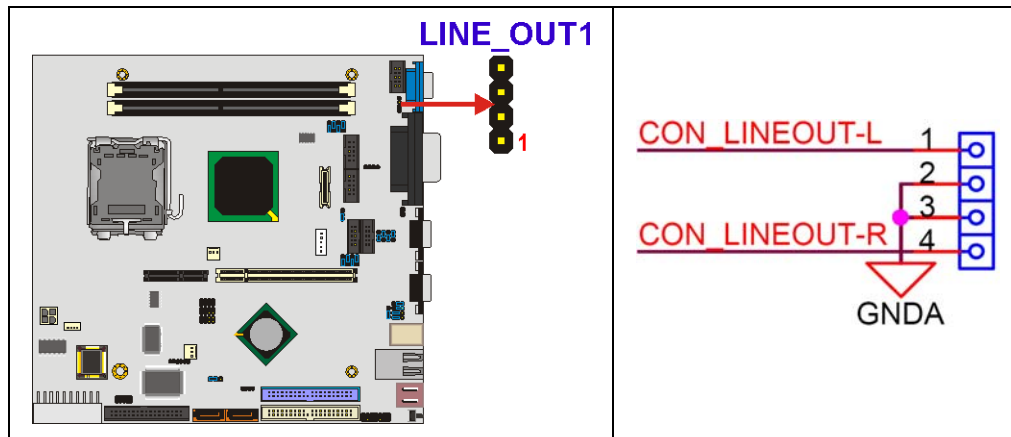 LINE_OUT1
1
CON_LINEOUT-L 1
2
3
CON_LINEOUT-R 4
GNDA